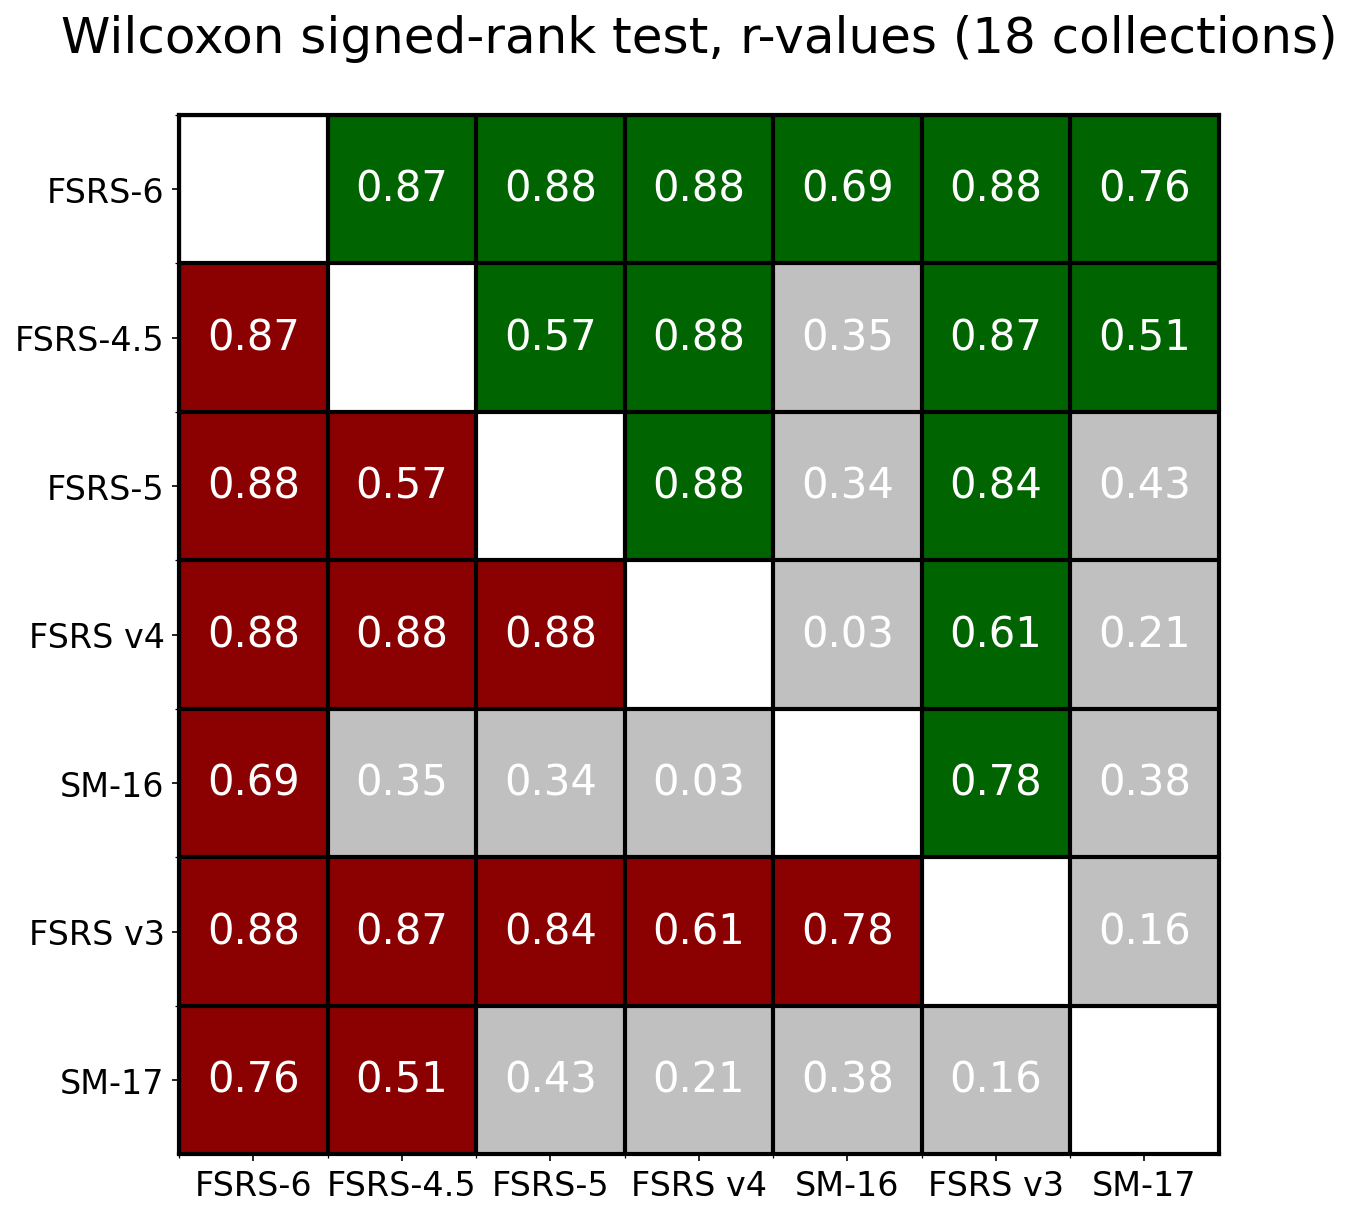 Wilcoxon signed-rank test, r-values (18 collections)
FSRS-6 0.87 0.88 0.88 0.69 0.88 0.76
FSRS-4.5 0.87 0.57 0.88 0.35 0.87 0.51
FSRS-5 0.88 0.57 0.88 0.34 0.84 0.43
FSRS v4 0.88 0.88 0.88 0.03 0.61 0.21
SM-16 0.69 0.35 0.34 0.03 0.78 0.38
FSRS v3 0.88 0.87 0.84 0.61 0.78 0.16
SM-17 0.76 0.51 0.43 0.21 0.38 0.16
FSRS-6 FSRS-4.5 FSRS-5 FSRS v4 SM-16 FSRS v3 SM-17